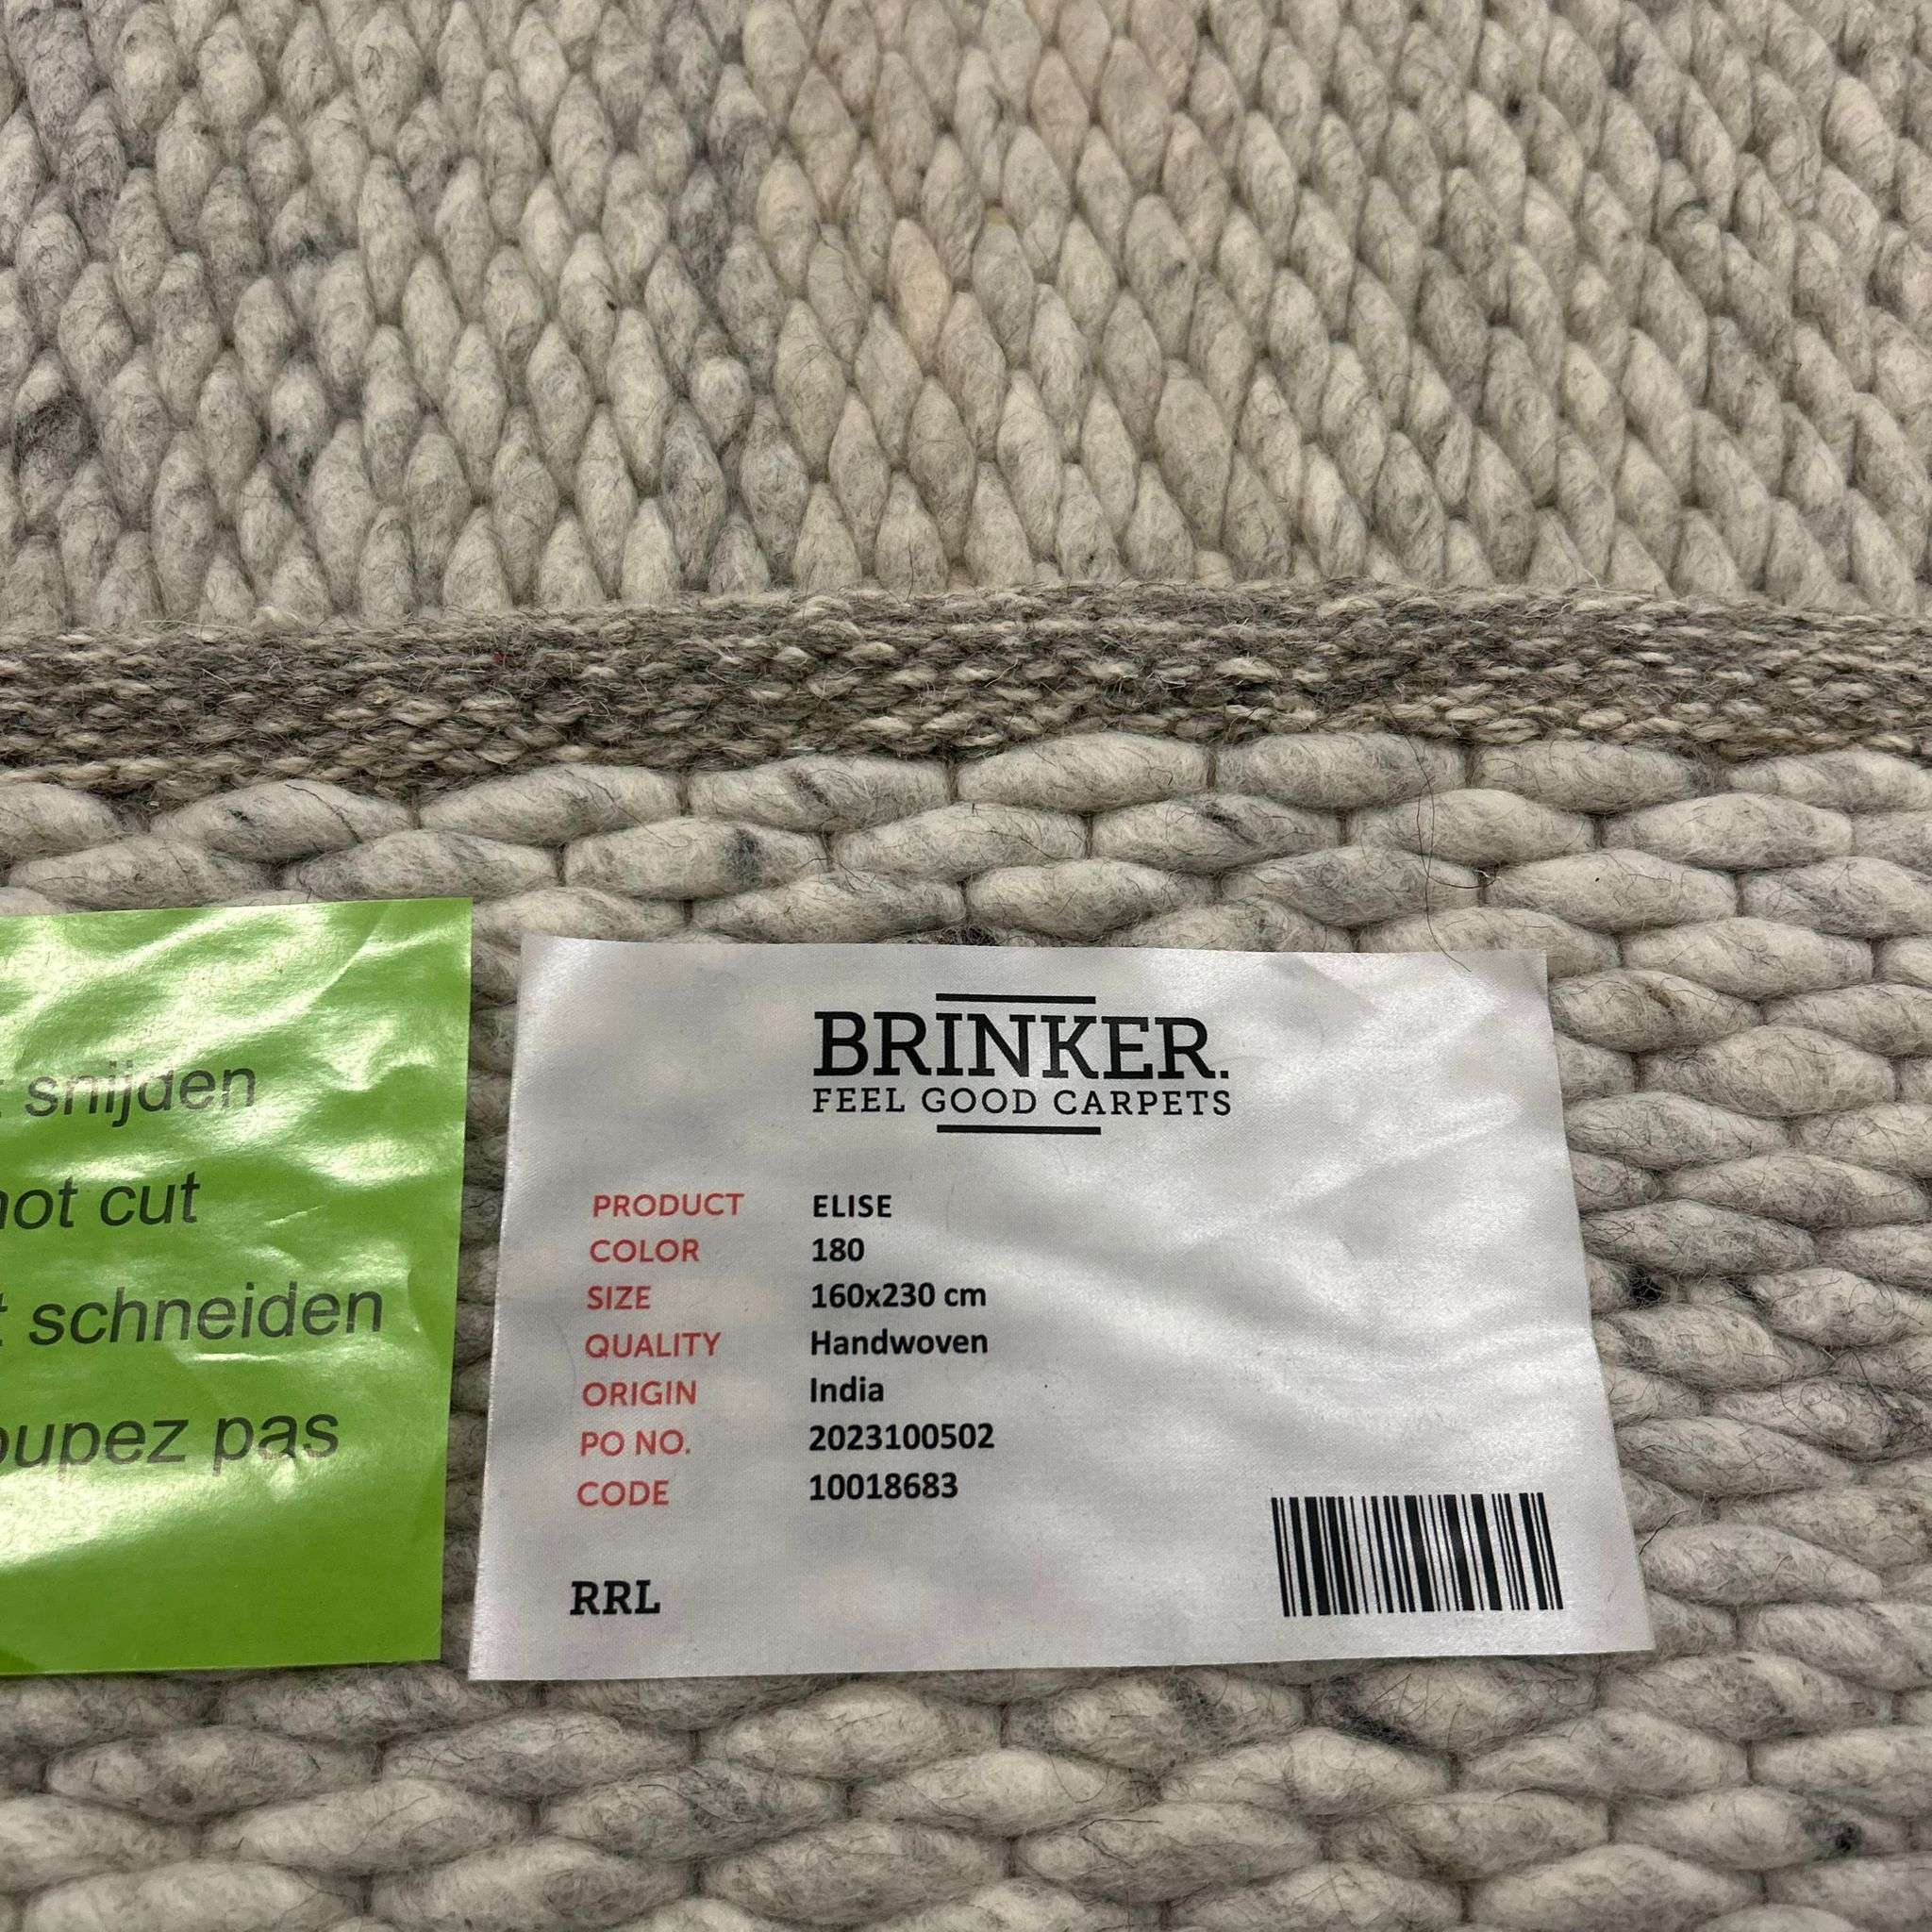 snijden
not cut
schneiden
pas
BRINKER.
FEEL GOOD CARPETS
PRODUCT ELISE
COLOR 180
SIZE 160x230 cm
QUALITY Handwoven
ORIGIN India
PO NO. 2023100502
CODE 10018683
RRL